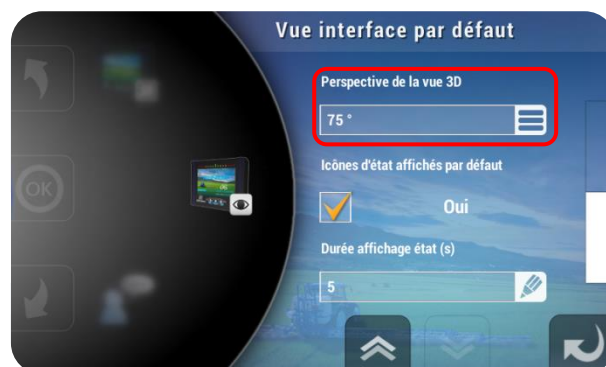 Vue interface par défaut
Perspective de la vue 3D
75 °
Icônes d'état affichés par défaut
OK
Oui
Durée affichage état (s)
5